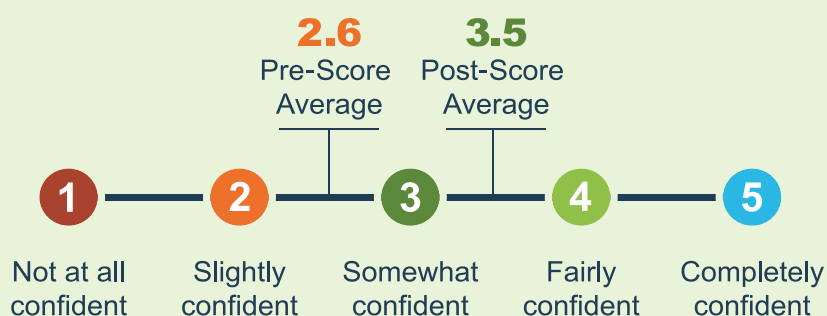 2.6
Pre-Score
Average
3.5
Post-Score
Average
1
2
3
4
5
Not at all
confident
Slightly
confident
Somewhat
confident
Fairly
confident
Completely
confident